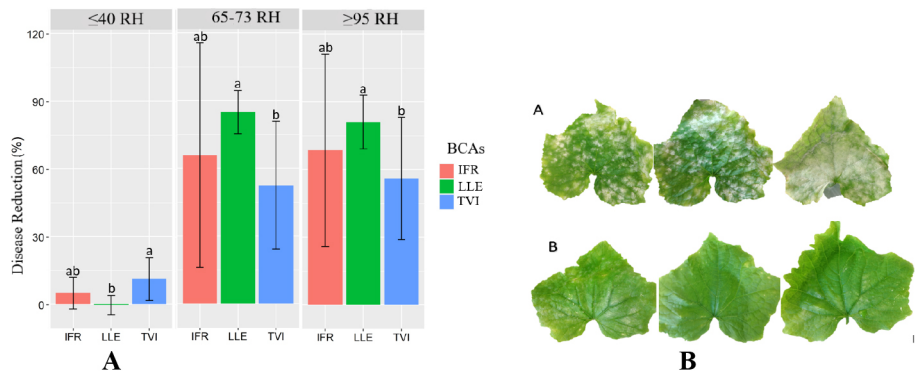 ≤40 RH 65-73 RH ≥95 RH
120
90
60
30
0
Disease Reduction (%)
ab b a
ab a b
ab a b
IFR LLE TVI IFR LLE TVI IFR LLE TVI
BCAs
IFR
LLE
TVI
A
A
B
B